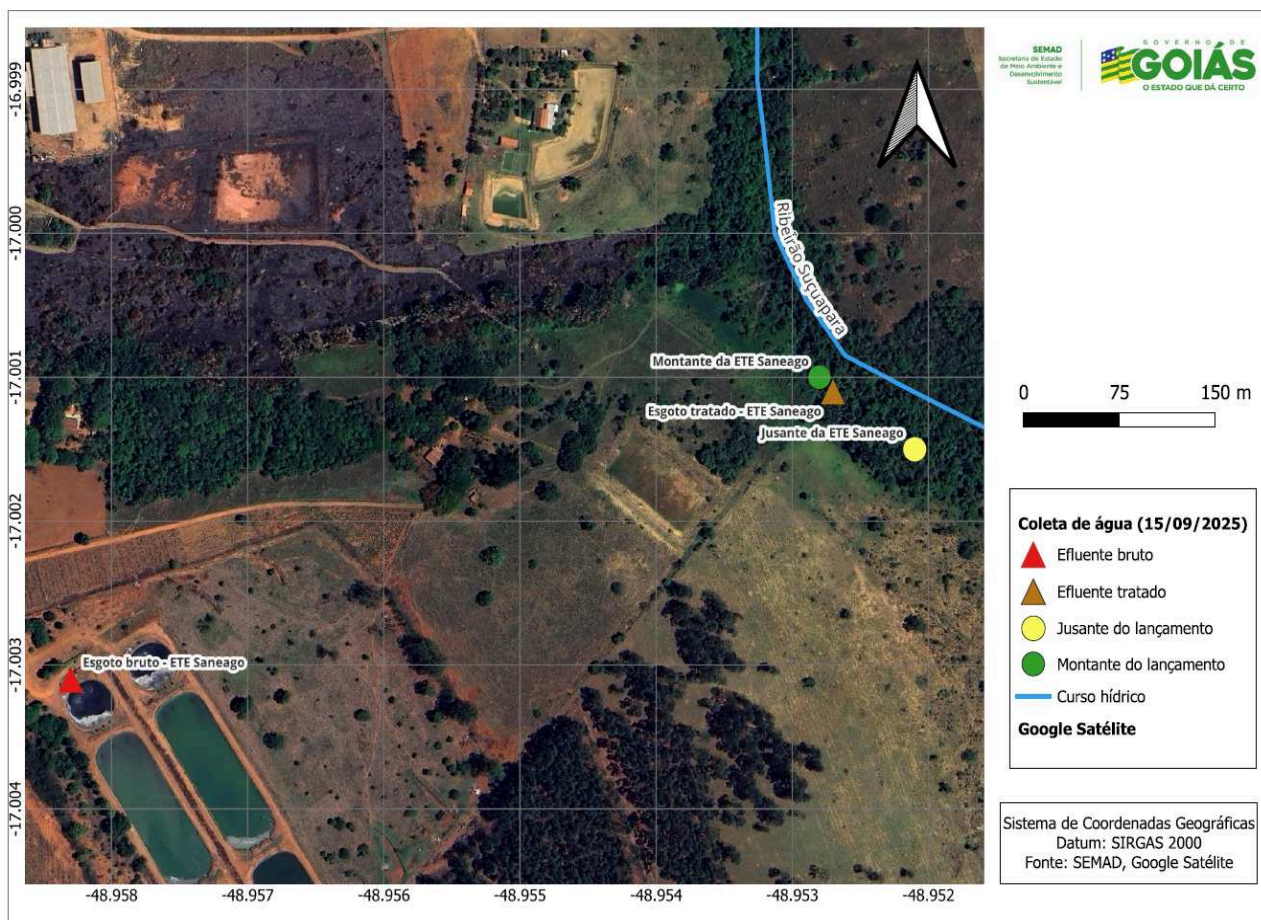 SEMAD
Secretaria de Estado
de Meio Ambiente e
Desenvolvimento
Sustentável
GOVERNO DE
GOIÁS
O ESTADO QUE DÁ CERTO
-16.999
-17.000
-17.001
-17.002
-17.003
-17.004
Ribeirão Suçuapara
Montante da ETE Saneago
Esgoto tratado - ETE Saneago
Jusante da ETE Saneago
Esgoto bruto - ETE Saneago
-48.958
-48.957
-48.956
-48.955
-48.954
-48.953
-48.952
0 75 150 m
Coleta de água (15/09/2025)
Efluente bruto
Efluente tratado
Jusante do lançamento
Montante do lançamento
Curso hídrico
Google Satélite
Sistema de Coordenadas Geográficas
Datum: SIRGAS 2000
Fonte: SEMAD, Google Satélite